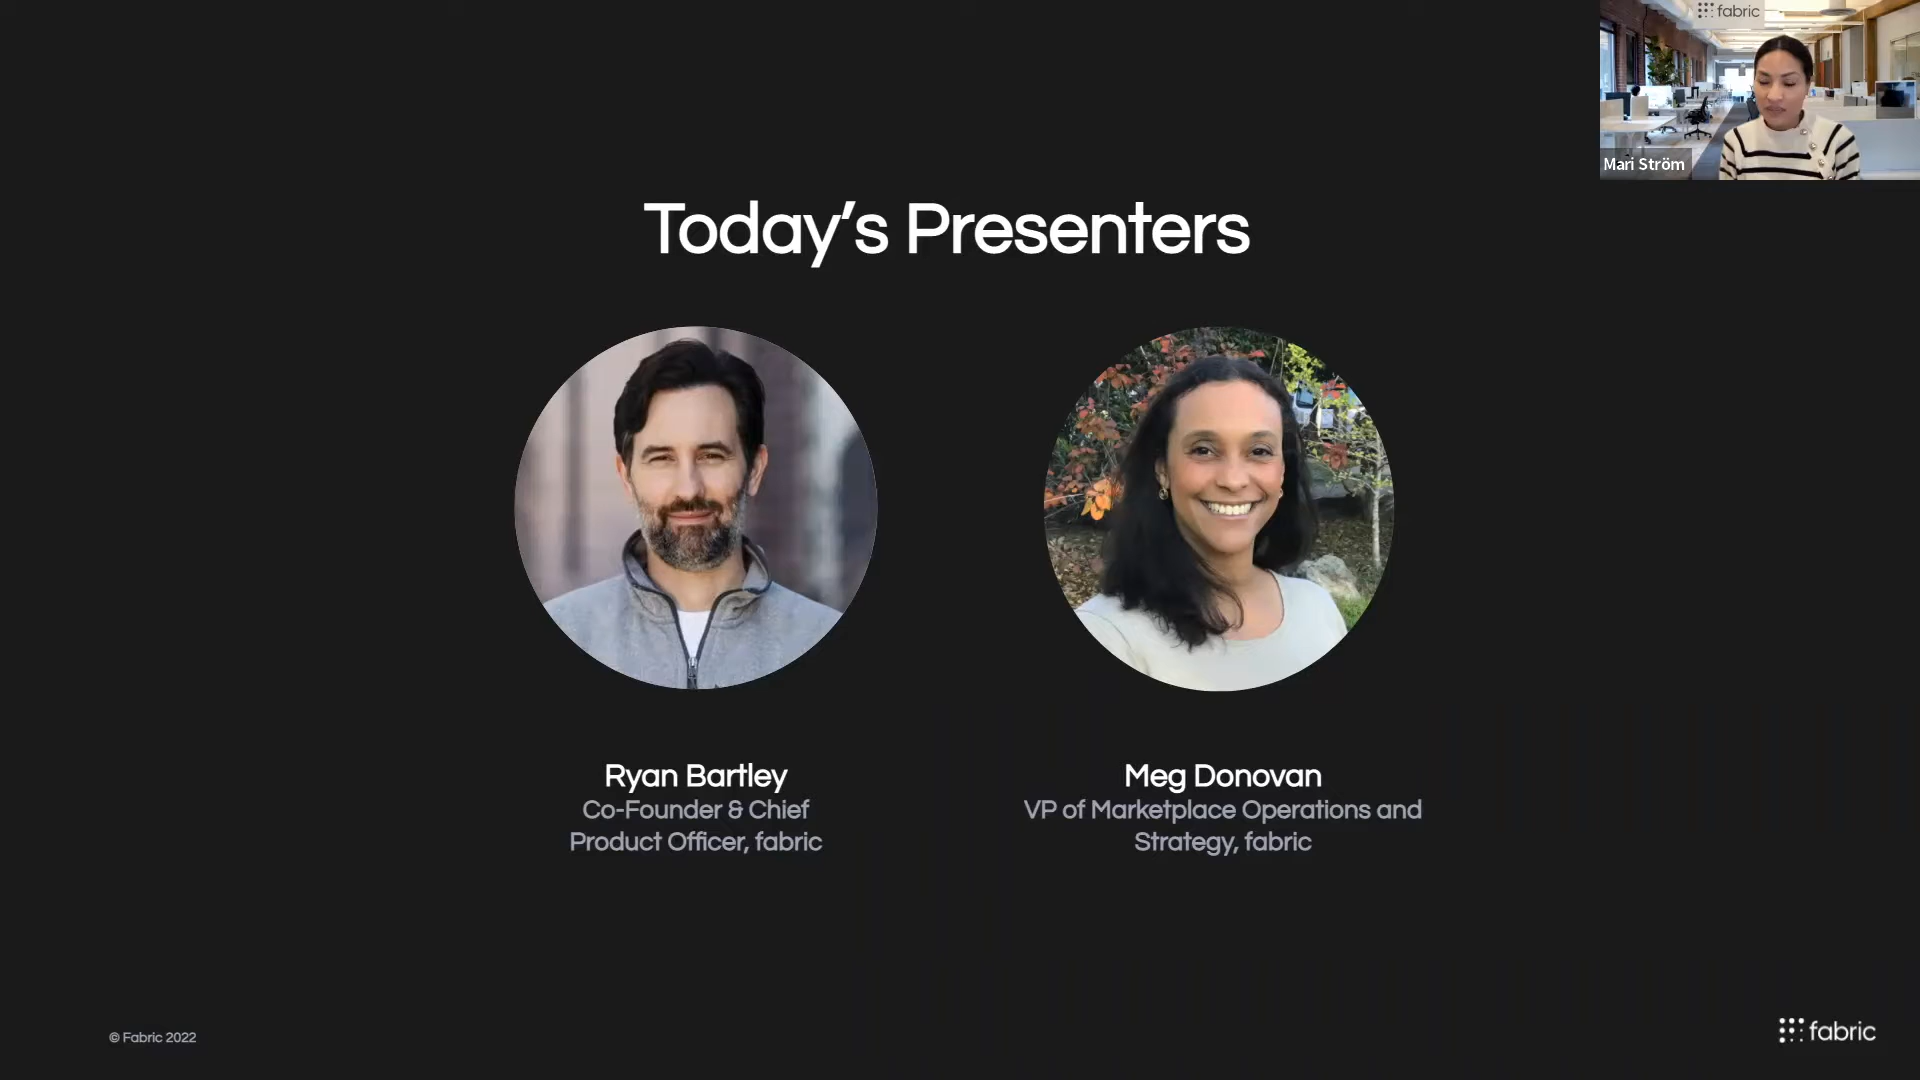 fabric
Mari Ström
Today’s Presenters
Ryan Bartley
Co-Founder & Chief
Product Officer, fabric
Meg Donovan
VP of Marketplace Operations and
Strategy, fabric
© Fabric 2022
fabric